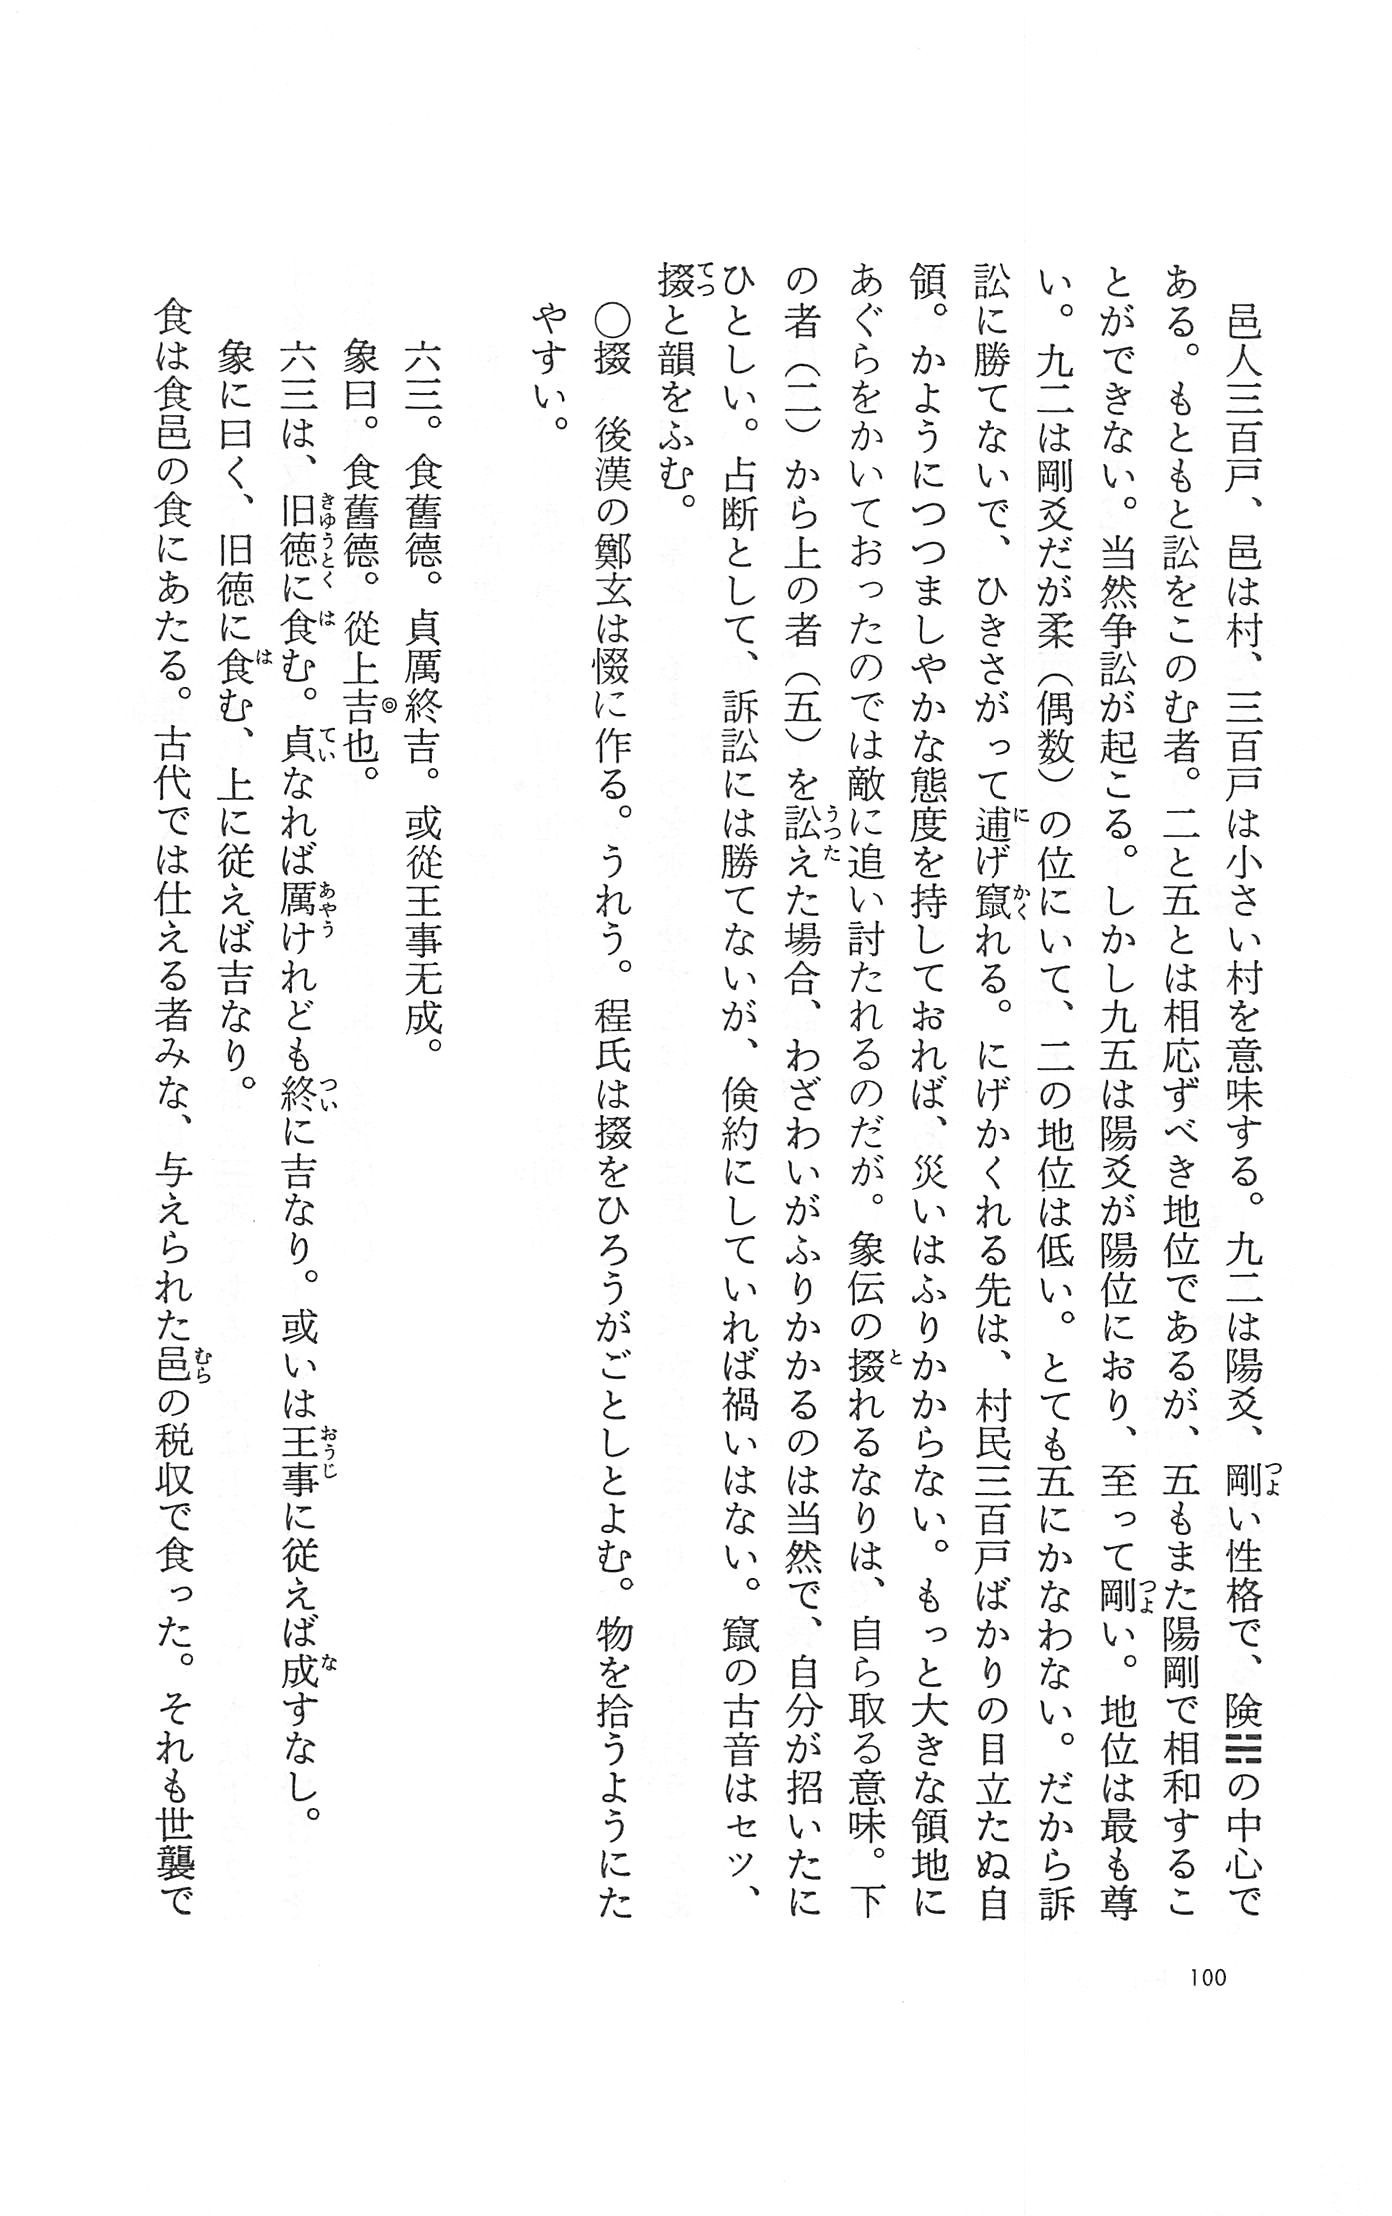 邑人三百戸、邑は村、三百戸は小さい村を意味する。九二は陽爻、剛い性格で、険☵の中心で
ある。もともと訟をこのむ者。二と五とは相応ずべき地位であるが、五もまた陽剛で相和するこ
とができない。当然争訟が起こる。しかし九五は陽爻が陽位におり、至って剛い。地位は最も尊
い。九二は剛爻だが柔（偶数）の位にいて、二の地位は低い。とても五にかなわない。だから訴
訟に勝てないで、ひきさがって逋げ竄れる。にげかくれる先は、村民三百戸ばかりの目立たぬ自
領。かようにつつましやかな態度を持しておれば、災いはふりかからない。もっと大きな領地に
あぐらをかいておったのでは敵に追い討たれるのだが。象伝の掇れるなりは、自ら取る意味。下
の者（二）から上の者（五）を訟えた場合、わざわいがふりかかるのは当然で、自分が招いたに
ひとしい。占断として、訴訟には勝てないが、倹約にしていれば禍いはない。竄の古音はセッ、
掇と韻をふむ。
○掇　後漢の鄭玄は惙に作る。うれう。程氏は掇をひろうがごとしとよむ。物を拾うようにた
やすい。
六三。食舊德。貞厲終吉。或從王事无成。
象曰。食舊德。從上吉◎也。
六三は、旧徳に食む。貞なれば厲けれども終に吉なり。或いは王事に従えば成すなし。
象に曰く、旧徳に食む、上に従えば吉なり。
食は食邑の食にあたる。古代では仕える者みな、与えられた邑の税収で食った。それも世襲で
100